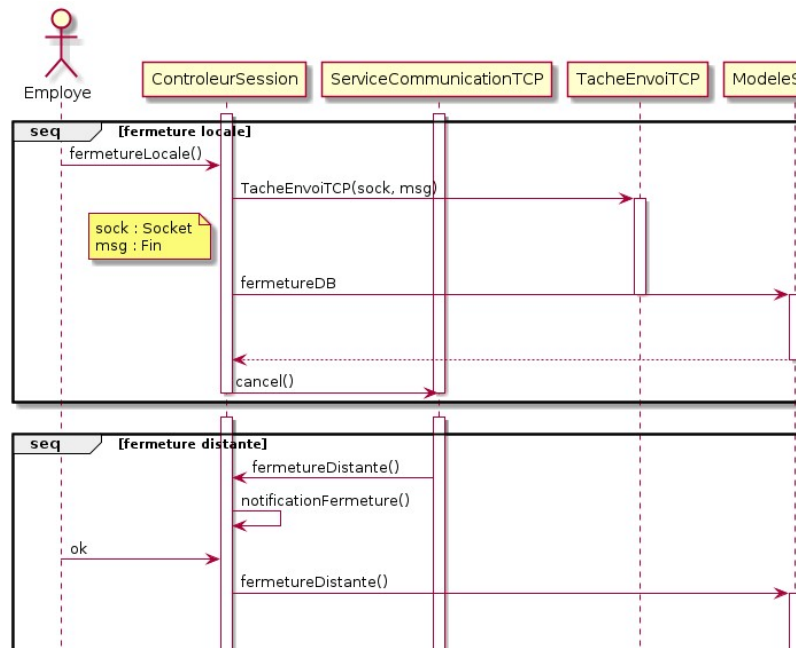 Employe
ControleurSession
ServiceCommunicationTCP
TacheEnvoiTCP
seq [fermeture locale]
fermetureLocale()
TacheEnvoiTCP(sock, msg)
sock : Socket
msg : Fin
fermetureDB
cancel()
seq [fermeture distante]
fermetureDistante()
notificationFermeture()
ok
fermetureDistante()